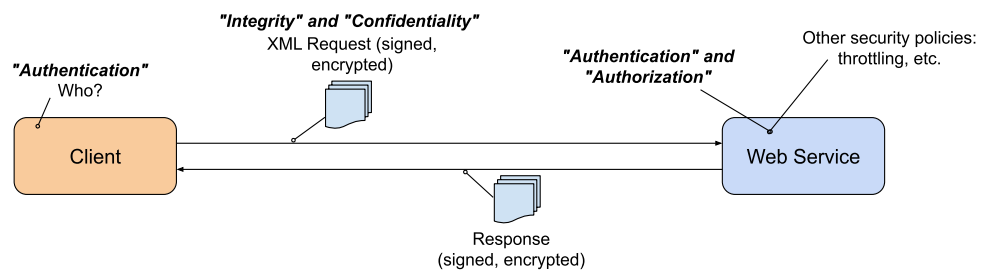 "Integrity" and "Confidentiality"
XML Request (signed,
encrypted)
"Authentication"
Who?
"Authentication" and
"Authorization"
Other security policies:
throttling, etc.
Client
Web Service
Response
(signed, encrypted)